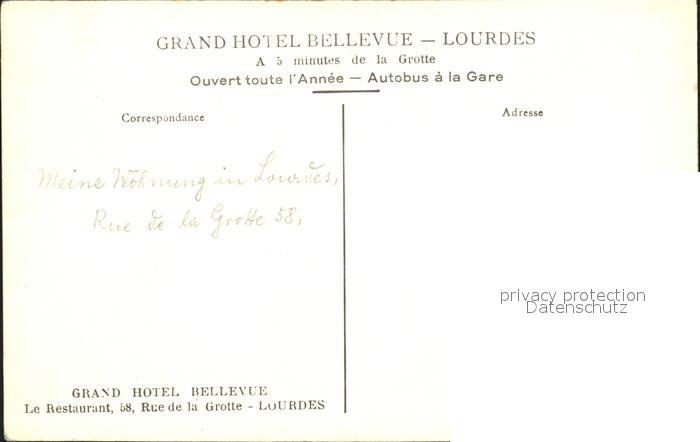 GRAND HOTEL BELLEVUE — LOURDES
A 5 minutes de la Grotte
Ouvert toute l'Année — Autobus à la Gare
Correspondance
Adresse
Meine Wohnung in Lourdes,
Rue de la Grotte 58,
privacy protection
Datenschutz
GRAND HOTEL BELLEVUE
Le Restaurant, 58, Rue de la Grotte - LOURDES